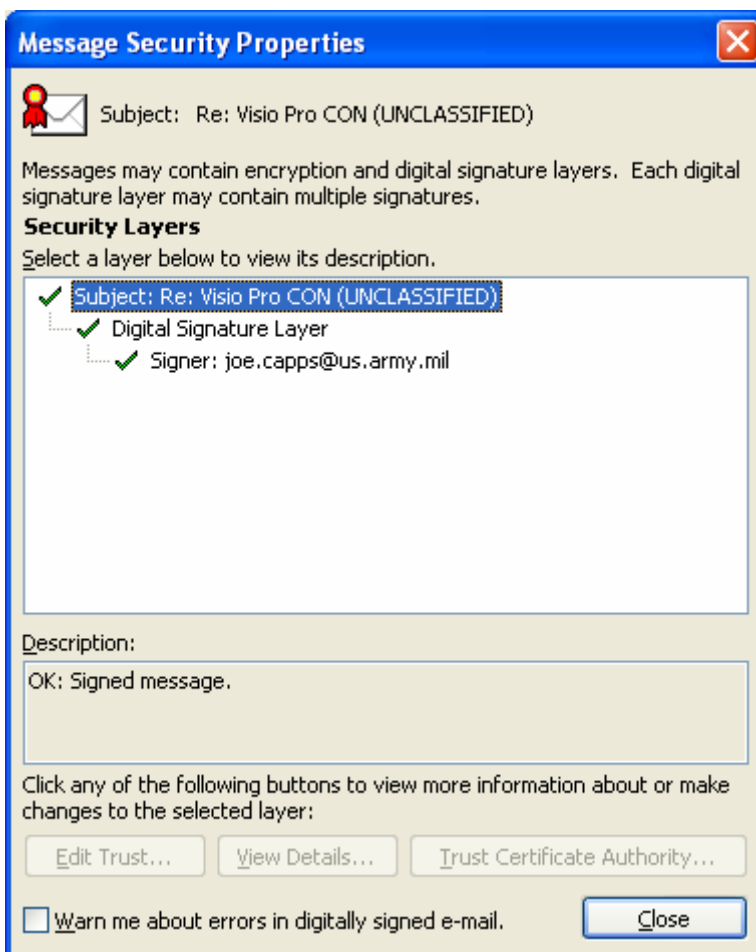 Message Security Properties
Subject: Re: Visio Pro CON (UNCLASSIFIED)
Messages may contain encryption and digital signature layers. Each digital
signature layer may contain multiple signatures.
Security Layers
Select a layer below to view its description.
Subject: Re: Visio Pro CON (UNCLASSIFIED)
Digital Signature Layer
Signer: joe.capps@us.army.mil
Description:
OK: Signed message.
Click any of the following buttons to view more information about or make
changes to the selected layer:
Edit Trust... View Details... Trust Certificate Authority...
Warn me about errors in digitally signed e-mail. Close